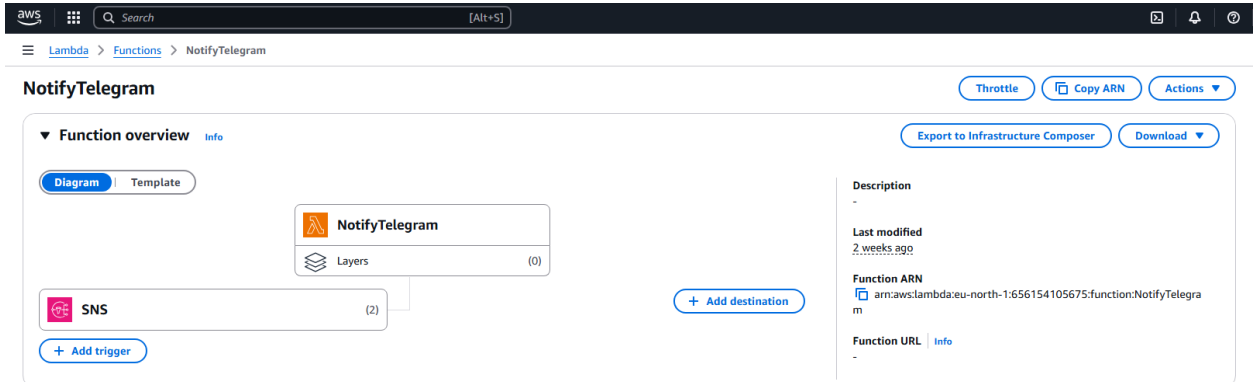 aws Search [Alt+S]
Lambda > Functions > NotifyTelegram
NotifyTelegram
Throttle Copy ARN Actions
Function overview Info
Export to Infrastructure Composer Download
Diagram Template
NotifyTelegram
Layers (0)
SNS (2)
+ Add trigger
+ Add destination
Description
-
Last modified
2 weeks ago
Function ARN
arn:aws:lambda:eu-north-1:656154105675:function:NotifyTelegra
m
Function URL Info
-